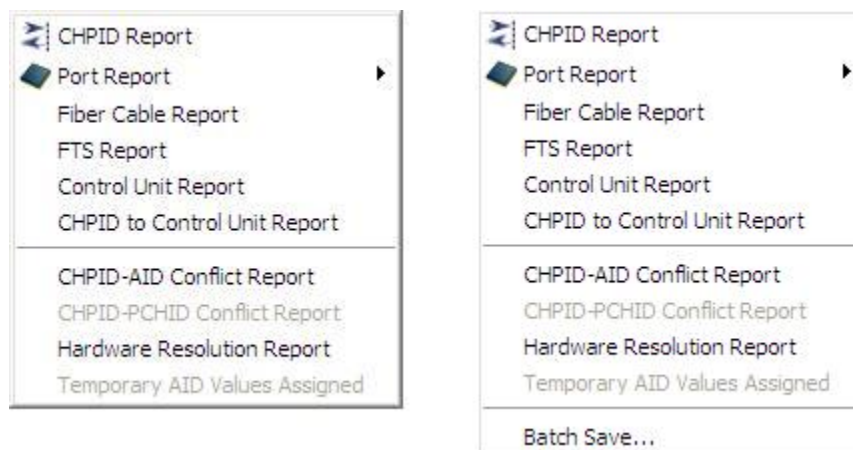 CHPID Report
Port Report
Fiber Cable Report
FTS Report
Control Unit Report
CHPID to Control Unit Report
CHPID-AID Conflict Report
CHPID-PCHID Conflict Report
Hardware Resolution Report
Temporary AID Values Assigned
CHPID Report
Port Report
Fiber Cable Report
FTS Report
Control Unit Report
CHPID to Control Unit Report
CHPID-AID Conflict Report
CHPID-PCHID Conflict Report
Hardware Resolution Report
Temporary AID Values Assigned
Batch Save...